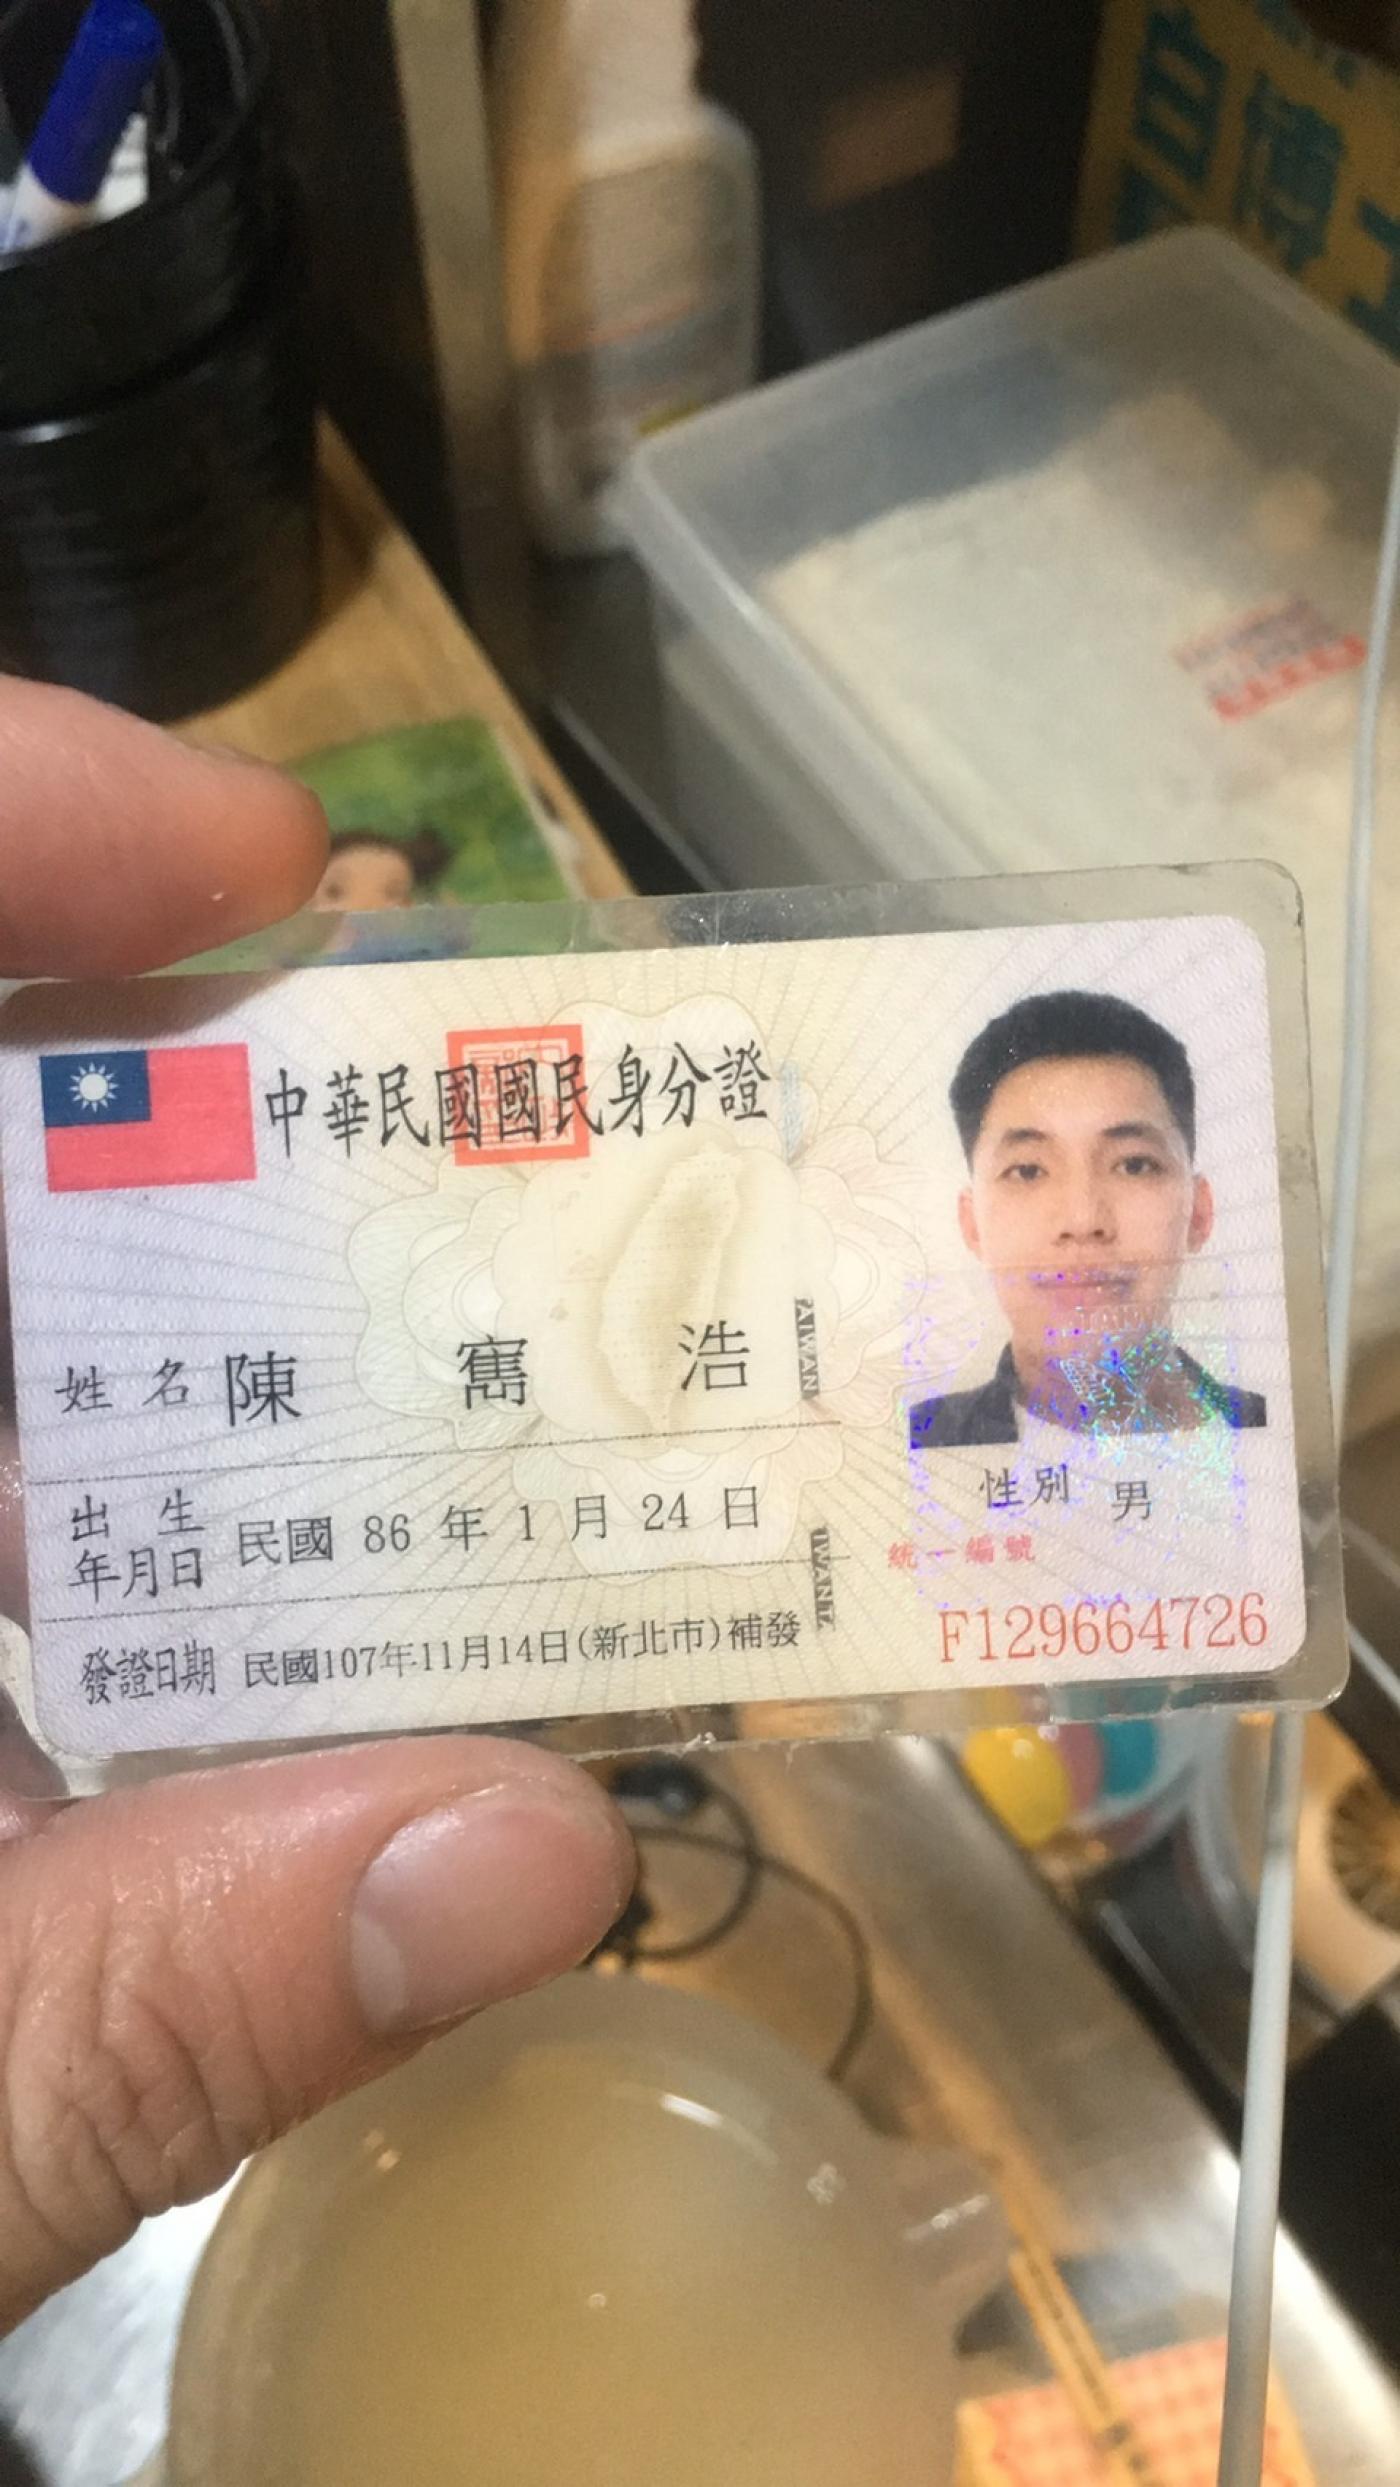 中華民國國民身分證
姓名 陳寯浩
TAIWAN
出生年月日 民國 86 年 1 月 24 日
性別 男
統一編號
發證日期 民國107年11月14日(新北市)補發
F129664726